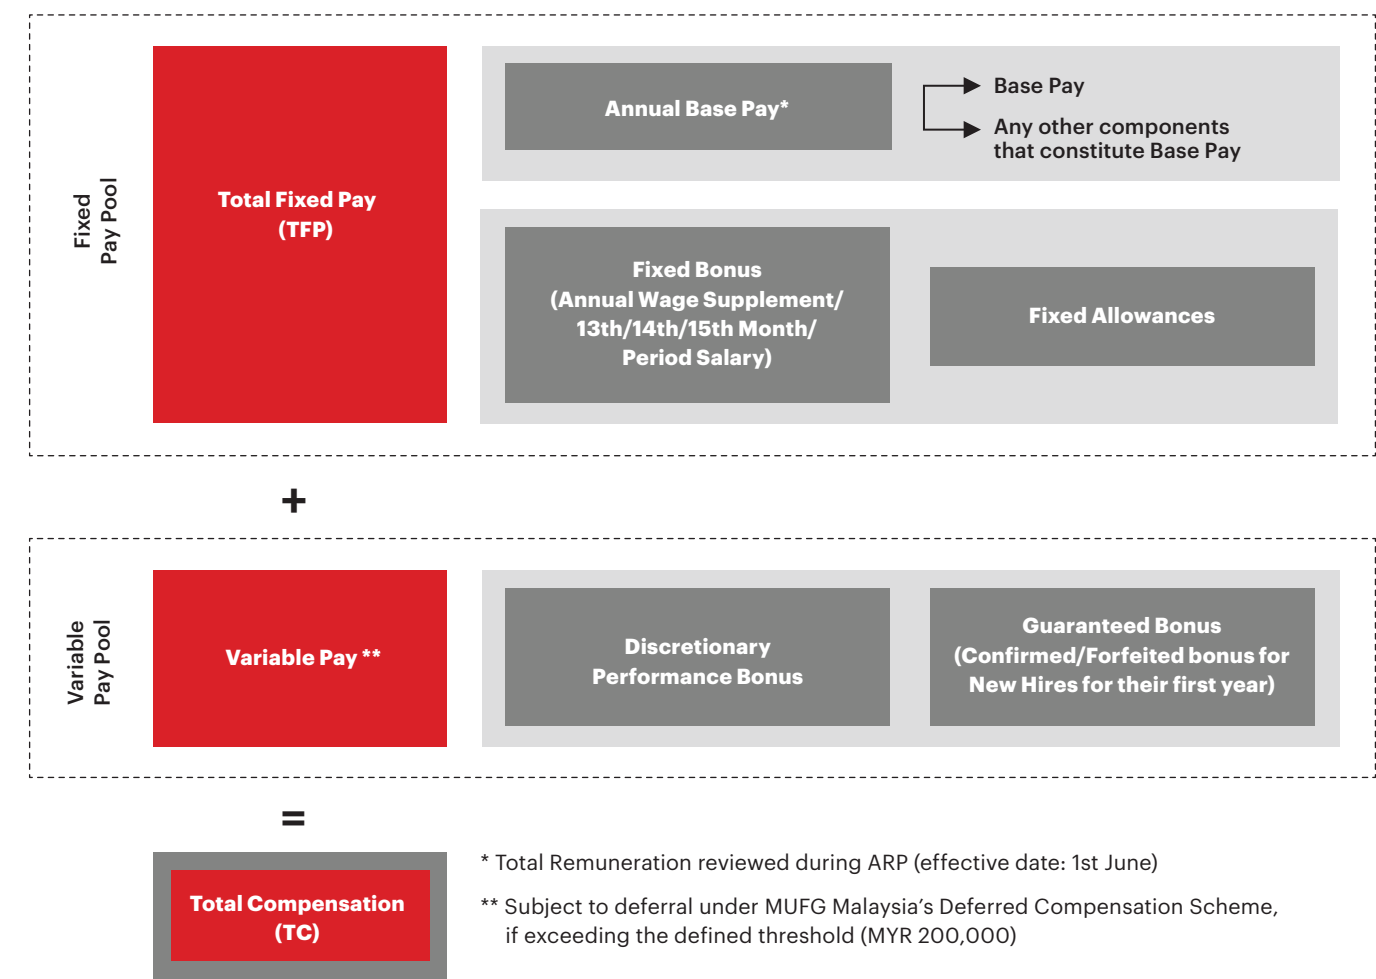 Fixed
Pay Pool
Total Fixed Pay
(TFP)
Annual Base Pay*
Base Pay
Any other components
that constitute Base Pay
Fixed Bonus
(Annual Wage Supplement/
13th/14th/15th Month/
Period Salary)
Fixed Allowances
+
Variable
Pay Pool
Variable Pay **
Discretionary
Performance Bonus
Guaranteed Bonus
(Confirmed/Forfeited bonus for
New Hires for their first year)
=
Total Compensation
(TC)
* Total Remuneration reviewed during ARP (effective date: 1st June)
** Subject to deferral under MUFG Malaysia’s Deferred Compensation Scheme,
if exceeding the defined threshold (MYR 200,000)